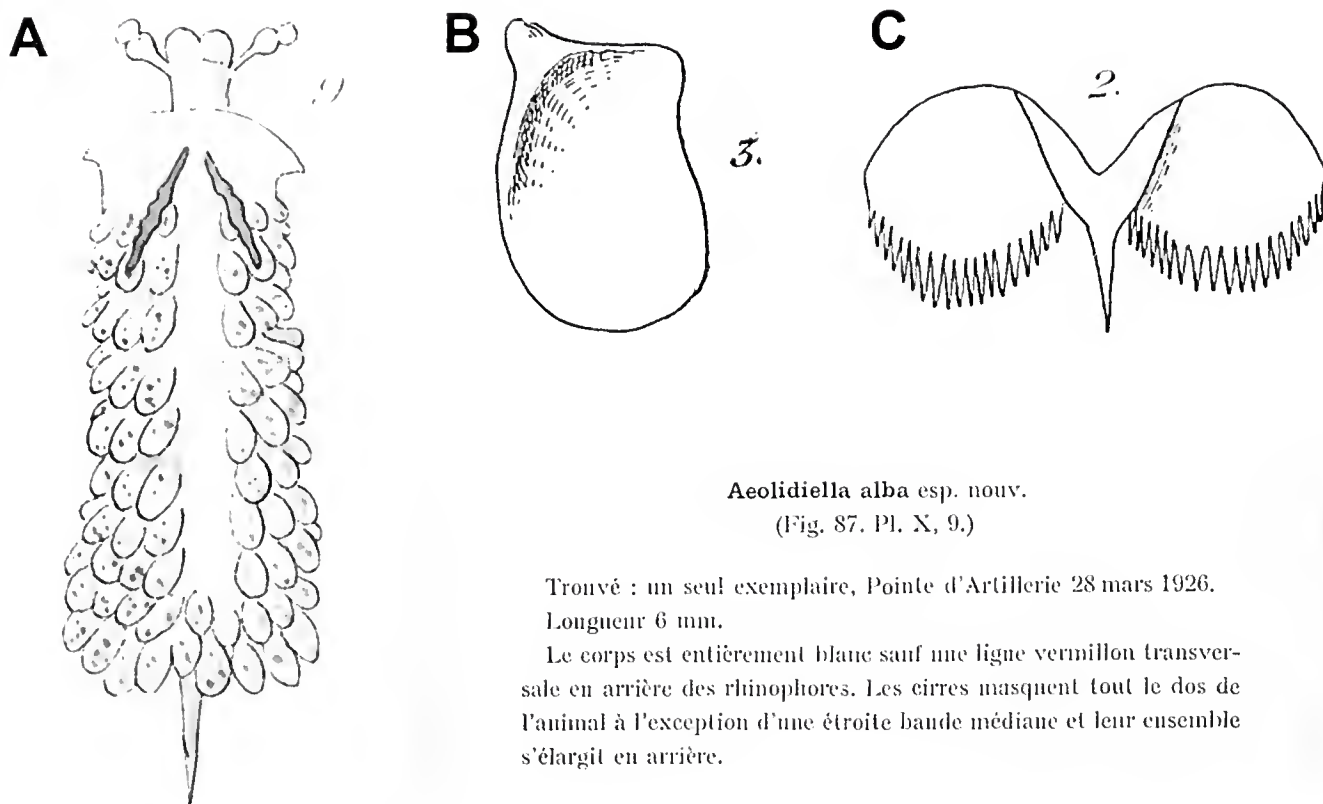 A
B
C
9
2.
3.
Aeolidiella alba esp. nouv.
(Fig. 87. Pl. X, 9.)
Trouvé : un seul exemplaire, Pointe d'Artillerie 28 mars 1926.
Longueur 6 mm.
Le corps est entièrement blanc sauf une ligne vermillon transver-
sale en arrière des rhinophores. Les cirres masquent tout le dos de
l'animal à l'exception d'une étroite bande médiane et leur ensemble
s'élargit en arrière.